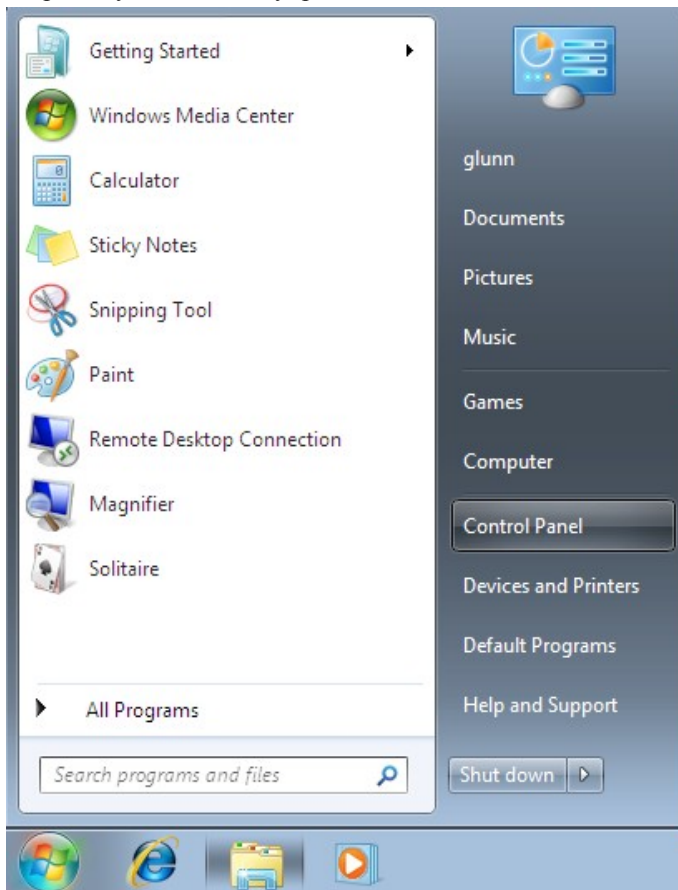 Getting Started
Windows Media Center
Calculator
Sticky Notes
Snipping Tool
Paint
Remote Desktop Connection
Magnifier
Solitaire
All Programs
Search programs and files
glunn
Documents
Pictures
Music
Games
Computer
Control Panel
Devices and Printers
Default Programs
Help and Support
Shut down